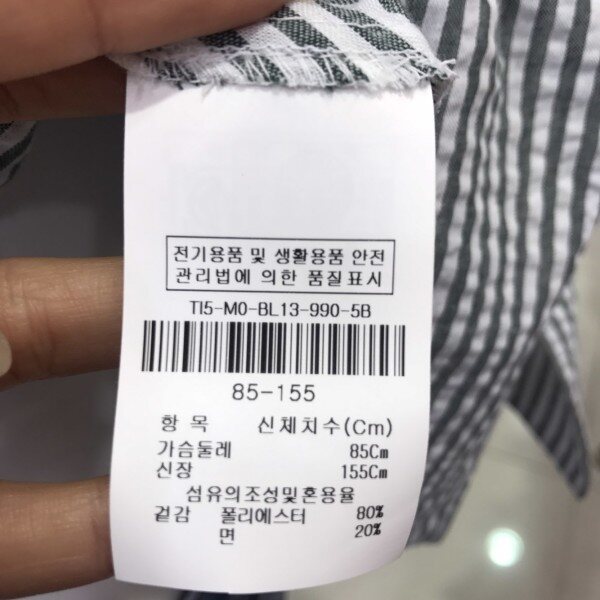 전기용품 및 생활용품 안전
관리법에 의한 품질표시
TI5-MO-BL13-990-5B
85-155
항 목 신체치수(Cm)
가슴둘레 85Cm
신장 155Cm
섬유의조성및혼용율
겉감 폴리에스터 80%
면 20%